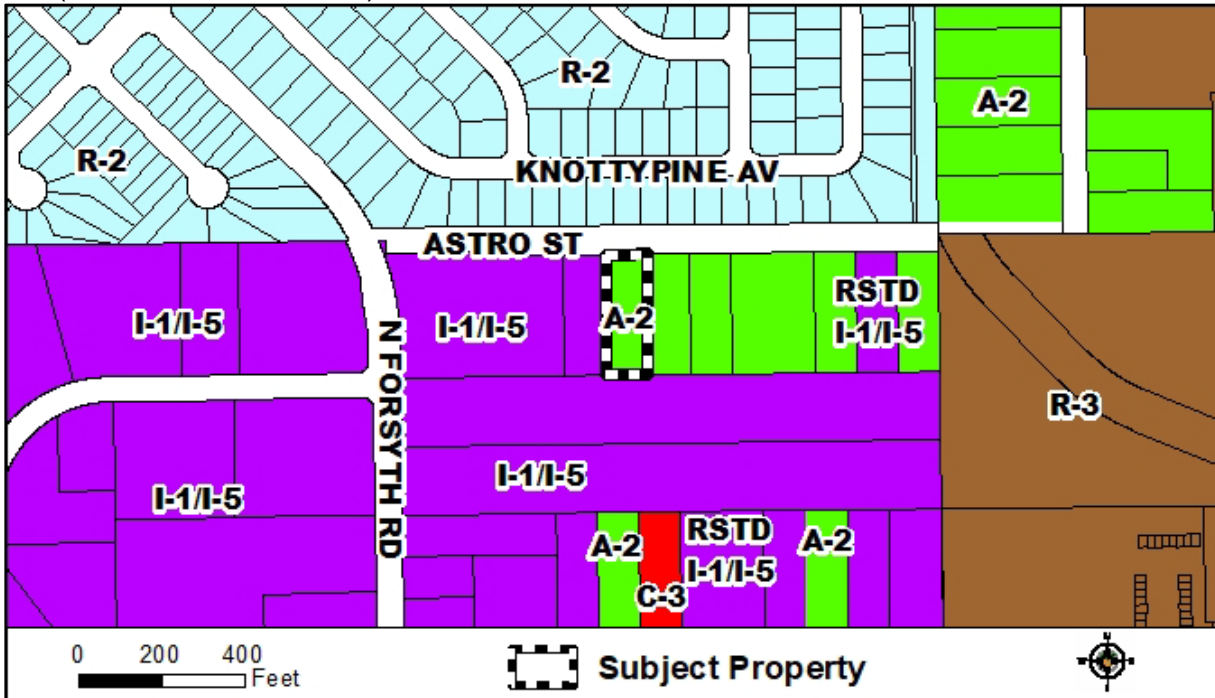 R-2
A-2
R-2
KNOTTYPINE AV
ASTRO ST
I-1/I-5
I-1/I-5
A-2
RSTD
I-1/I-5
N FORSYTH RD
R-3
I-1/I-5
I-1/I-5
A-2
C-3
RSTD
I-1/I-5
A-2
0 200 400
Feet
Subject Property
N